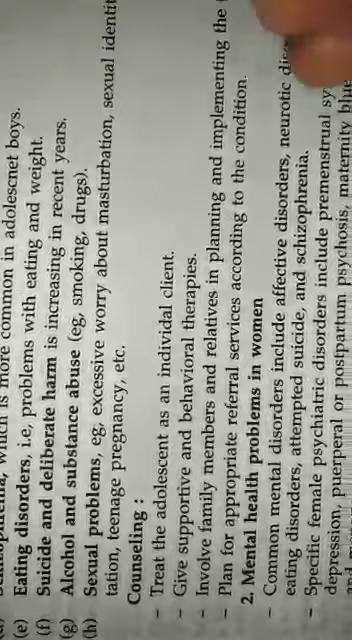 which is more common in adolescnet boys.
(e) Eating disorders, i.e, problems with eating and weight.
(f) Suicide and deliberate harm is increasing in recent years.
(g) Alcohol and substance abuse (eg, smoking, drugs).
(h) Sexual problems, eg, excessive worry about masturbation, sexual identit
tation, teenage pregnancy, etc.
Counseling :
– Treat the adolescent as an individual client.
– Give supportive and behavioral therapies.
– Involve family members and relatives in planning and implementing the
– Plan for appropriate referral services according to the condition.
2. Mental health problems in women
– Common mental disorders include affective disorders, neurotic
eating disorders, attempted suicide, and schizophrenia.
– Specific female psychiatric disorders include premenstrual sy
depression, puerperal or postpartum psychosis, maternity blue